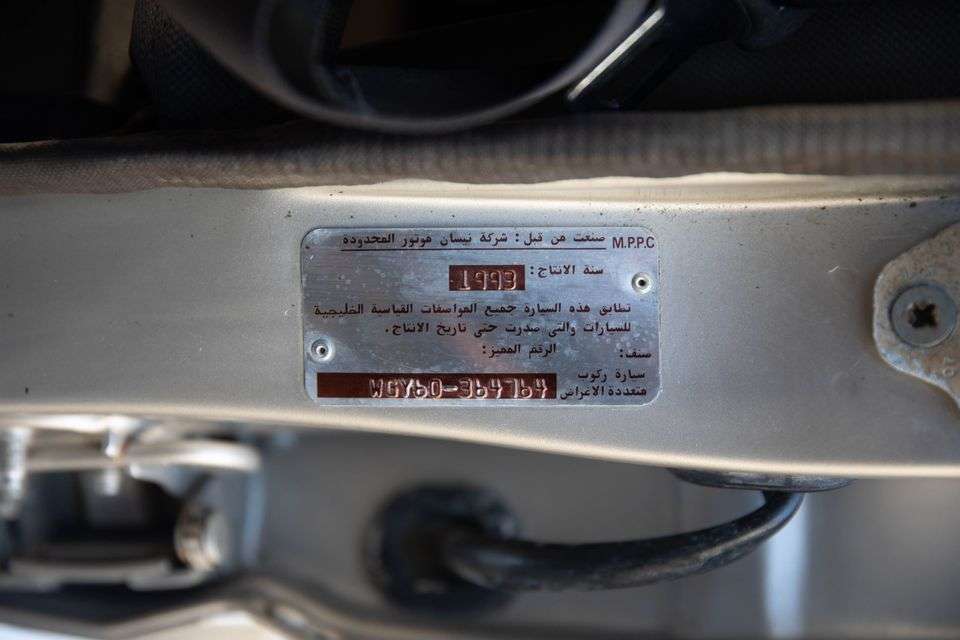 M.P.P.C صنعت من قبل: شركة نيسان موتور المحدودة
سنة الانتاج: 1993
تطابق هذه السيارة جميع المواصفات القياسية الخليجية
للسيارات والتي صدرت حتى تاريخ الانتاج.
صنف: الرقم المميز:
سيارة ركوب
متعددة الاغراض WGY60-364764